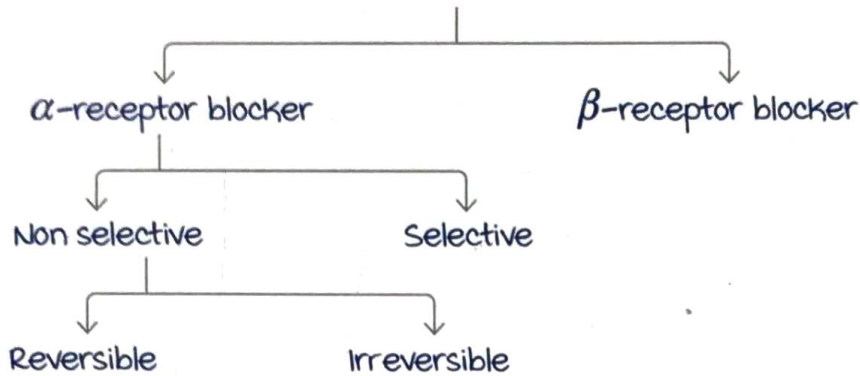 α-receptor blocker β-receptor blocker
Non selective Selective
Reversible Irreversible